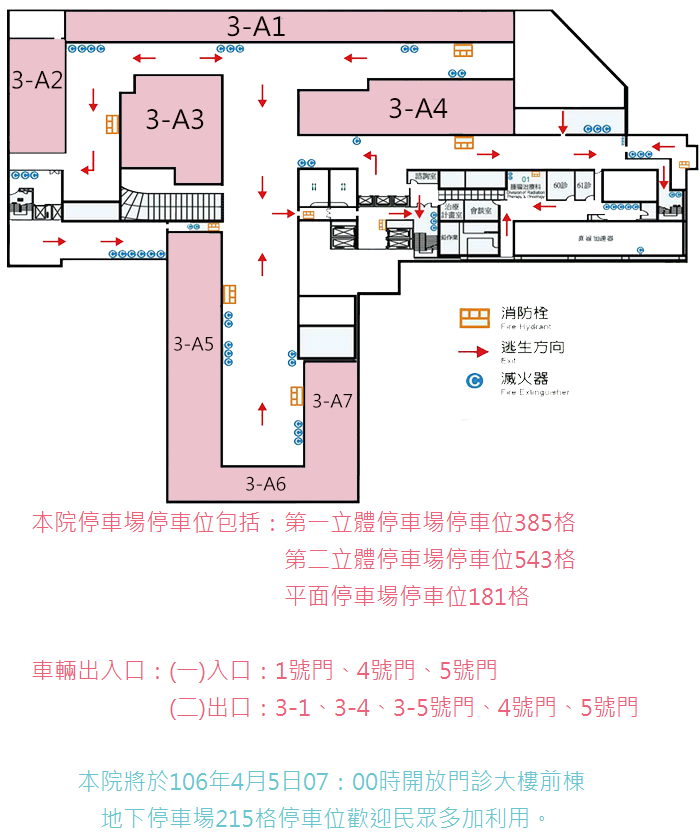 3-A1
3-A2
3-A3
3-A4
諮詢室
01
腫瘤治療科
Division of Radiation
Therapy & Oncology
60診
61診
治療
計畫室
會談室
3-A5
3-A7
3-A6
消防栓
Fire Hydrant
逃生方向
Exit
滅火器
Fire Extinguisher
本院停車場停車位包括：第一立體停車場停車位385格
第二立體停車場停車位543格
平面停車場停車位181格
車輛出入口：(一)入口：1號門、4號門、5號門
(二)出口：3-1、3-4、3-5號門、4號門、5號門
本院將於106年4月5日07：00時開放門診大樓前棟
地下停車場215格停車位歡迎民眾多加利用。